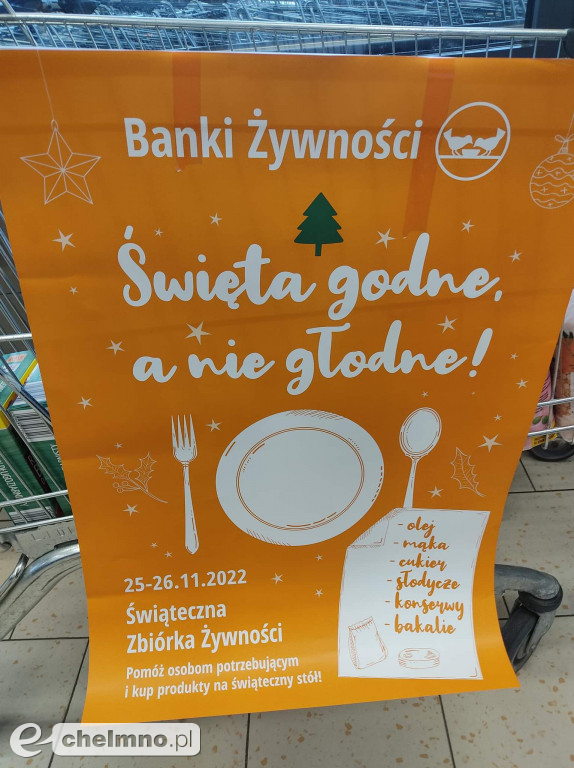 Banki Żywności
Święta godne,
a nie głodne!
- olej
- mąka
- cukier
- słodycze
- konserwy
- bakalie
25-26.11.2022
Świąteczna
Zbiórka Żywności
Pomóż osobom potrzebującym
i kup produkty na świąteczny stół!
e-chelmno.pl